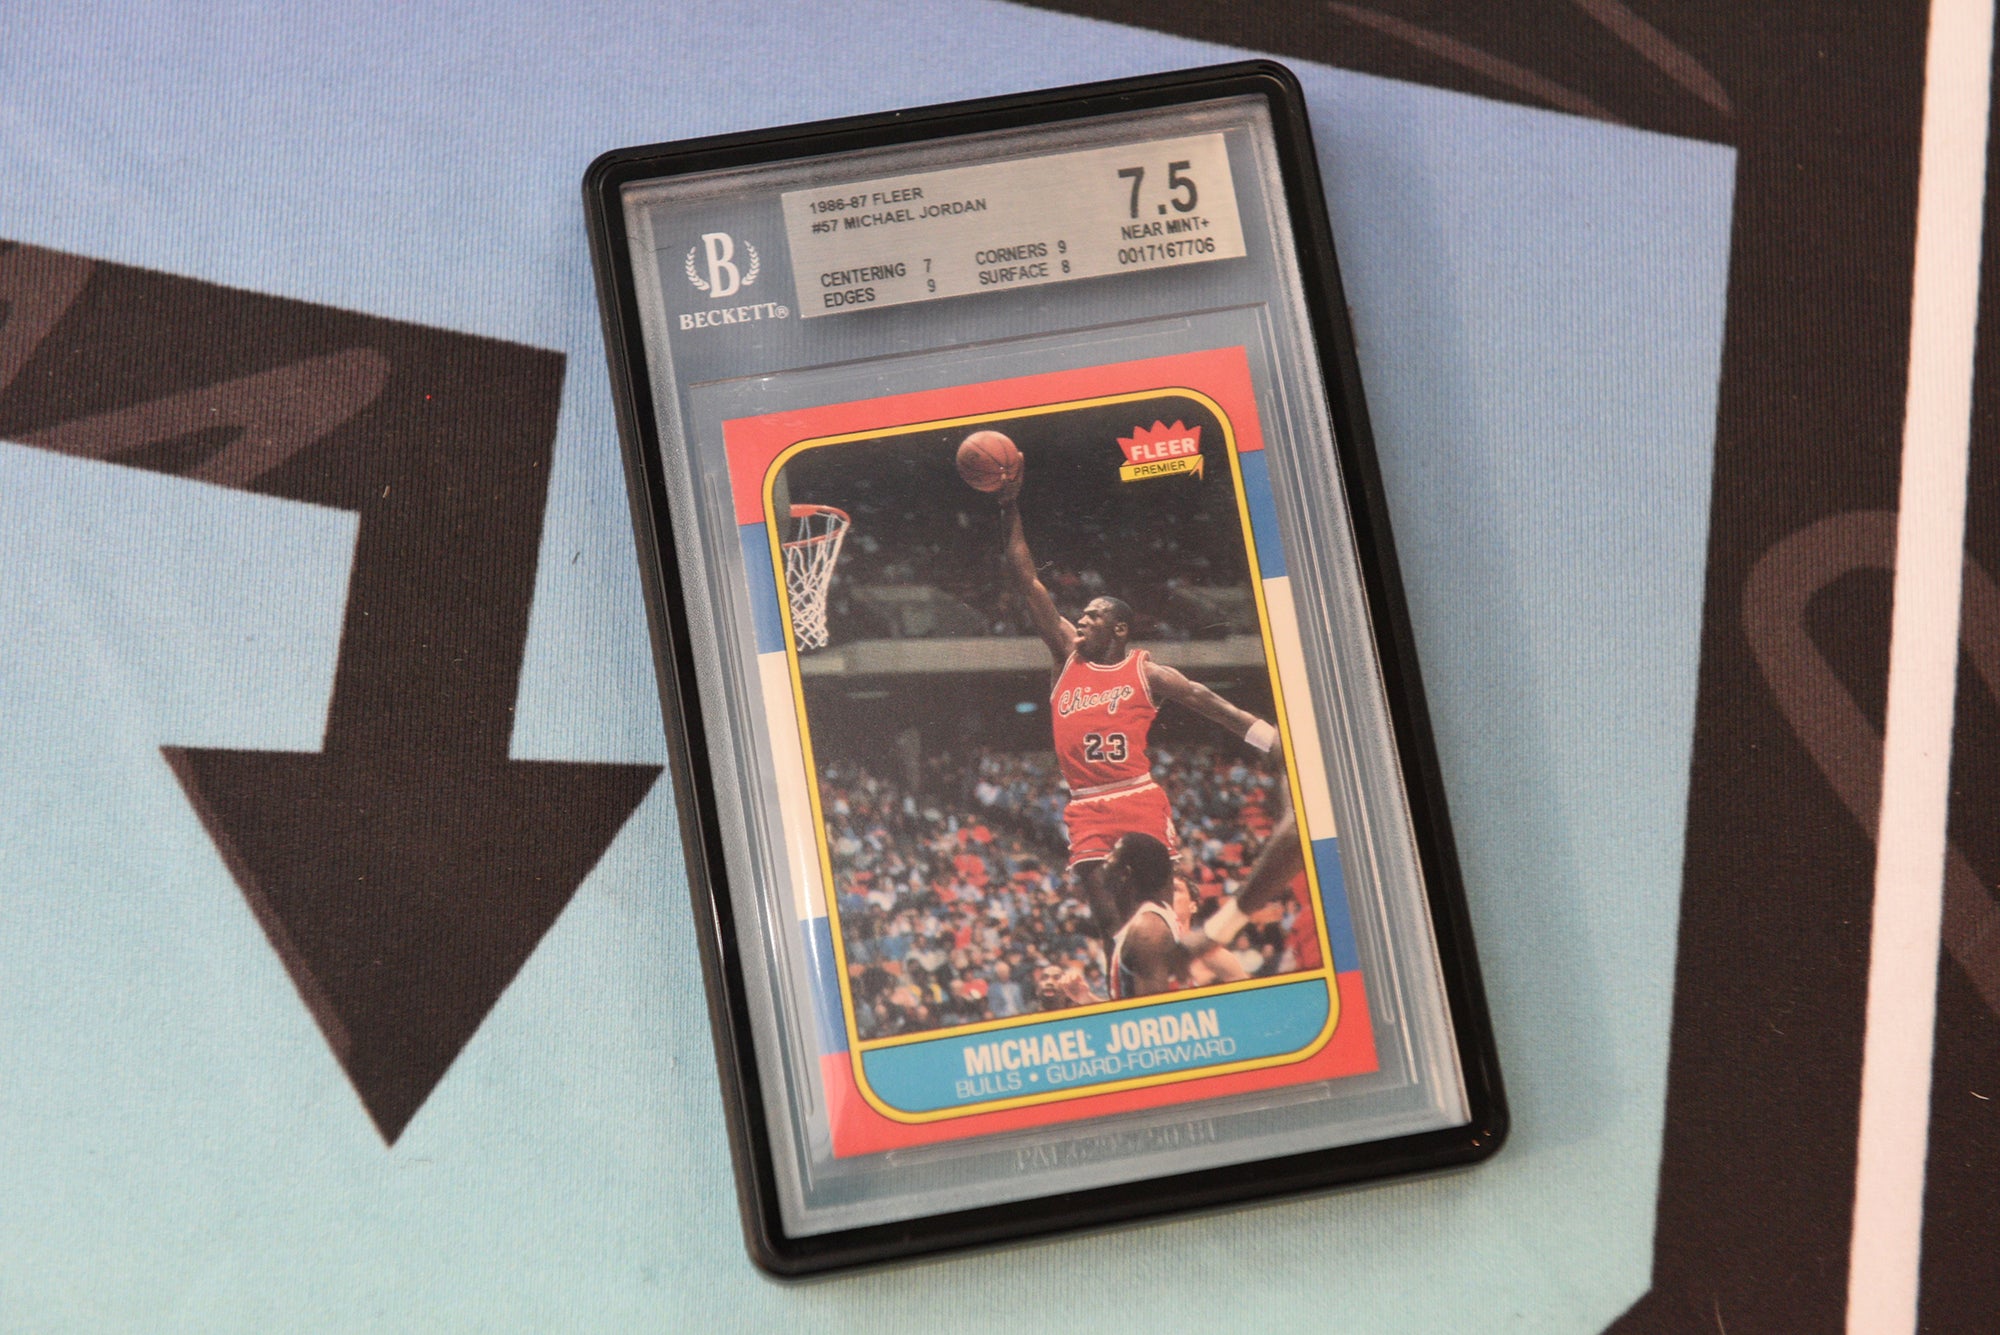 1986-87 FLEER
#57 MICHAEL JORDAN
7.5
NEAR MINT+
0017167706
CENTERING 7
CORNERS 9
EDGES 9
SURFACE 8
B
BECKETT®
FLEER
PREMIER
Chicago
23
MICHAEL JORDAN
BULLS • GUARD-FORWARD